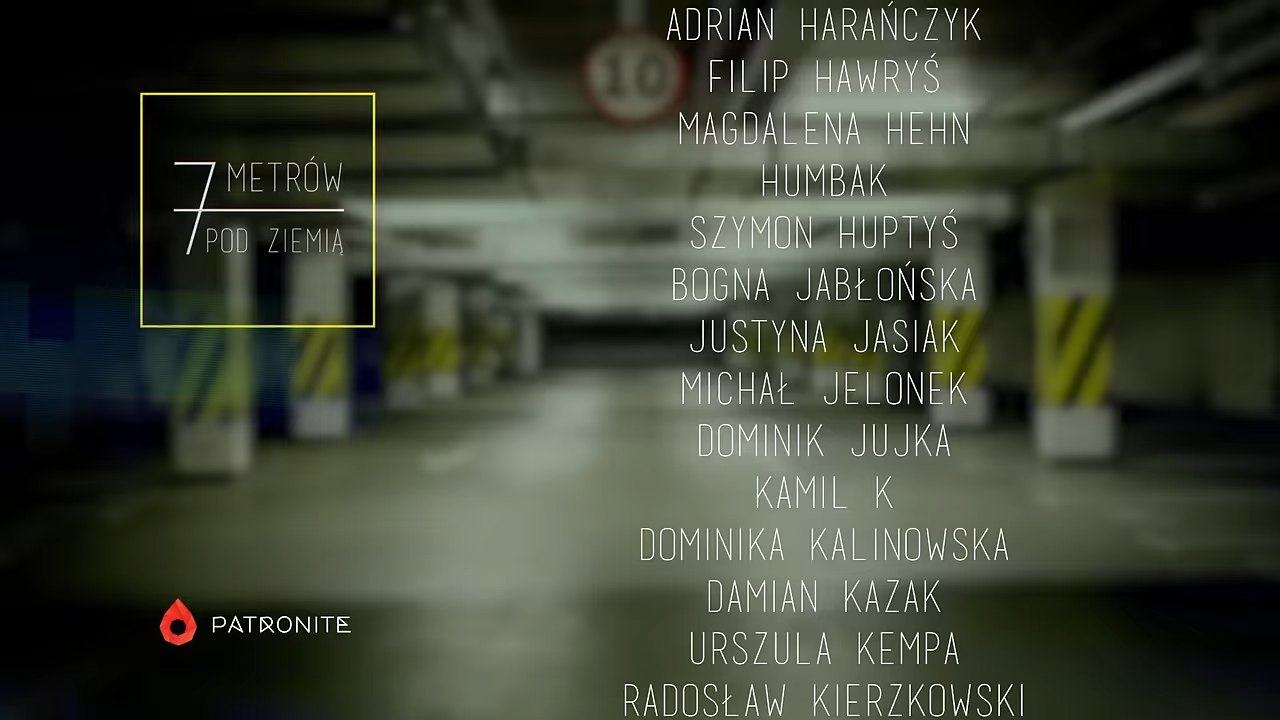 7 METRÓW
POD ZIEMIĄ
10
ADRIAN HARAŃCZYK
FILIP HAWRYŚ
MAGDALENA HEHN
HUMBAK
SZYMON HUPTYŚ
BOGNA JABŁOŃSKA
JUSTYNA JASIAK
MICHAŁ JELONEK
DOMINIK JUJKA
KAMIL K
DOMINIKA KALINOWSKA
DAMIAN KAZAK
URSZULA KEMPA
RADOSŁAW KIERZKOWSKI
PATRONITE